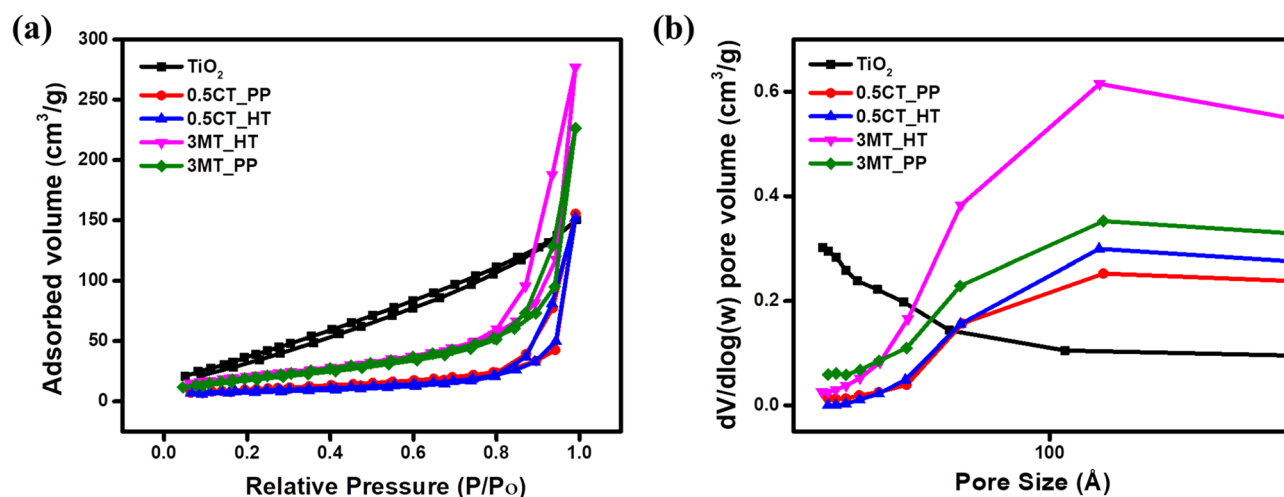 (a)
300
250
200
150
100
50
0
Adsorbed volume (cm³/g)
TiO₂
0.5CT_PP
0.5CT_HT
3MT_HT
3MT_PP
0.0 0.2 0.4 0.6 0.8 1.0
Relative Pressure (P/Po)
(b)
0.6
0.4
0.2
0.0
dV/dlog(w) pore volume (cm³/g)
TiO₂
0.5CT_PP
0.5CT_HT
3MT_HT
3MT_PP
100
Pore Size (Å)